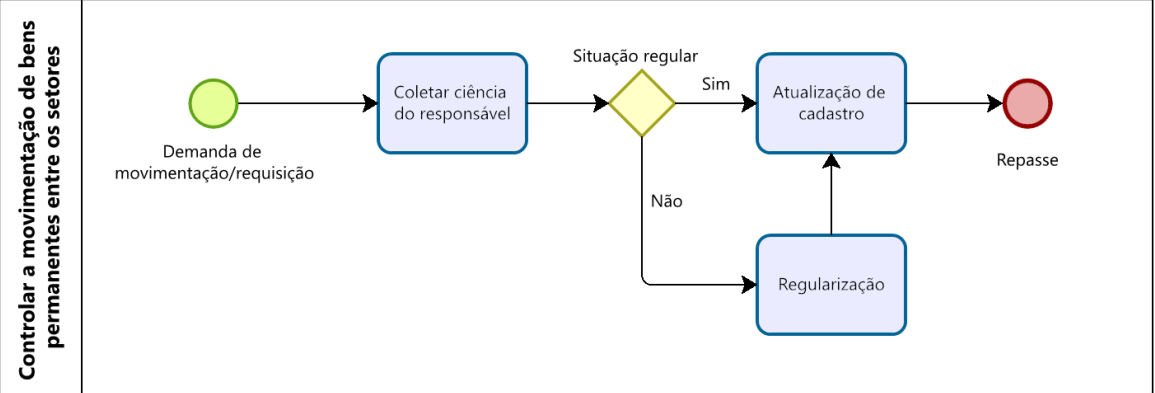 Controlar a movimentação de bens
permanentes entre os setores
Demanda de
movimentação/requisição
Coletar ciência
do responsável
Situação regular
Sim
Não
Atualização de
cadastro
Regularização
Repasse